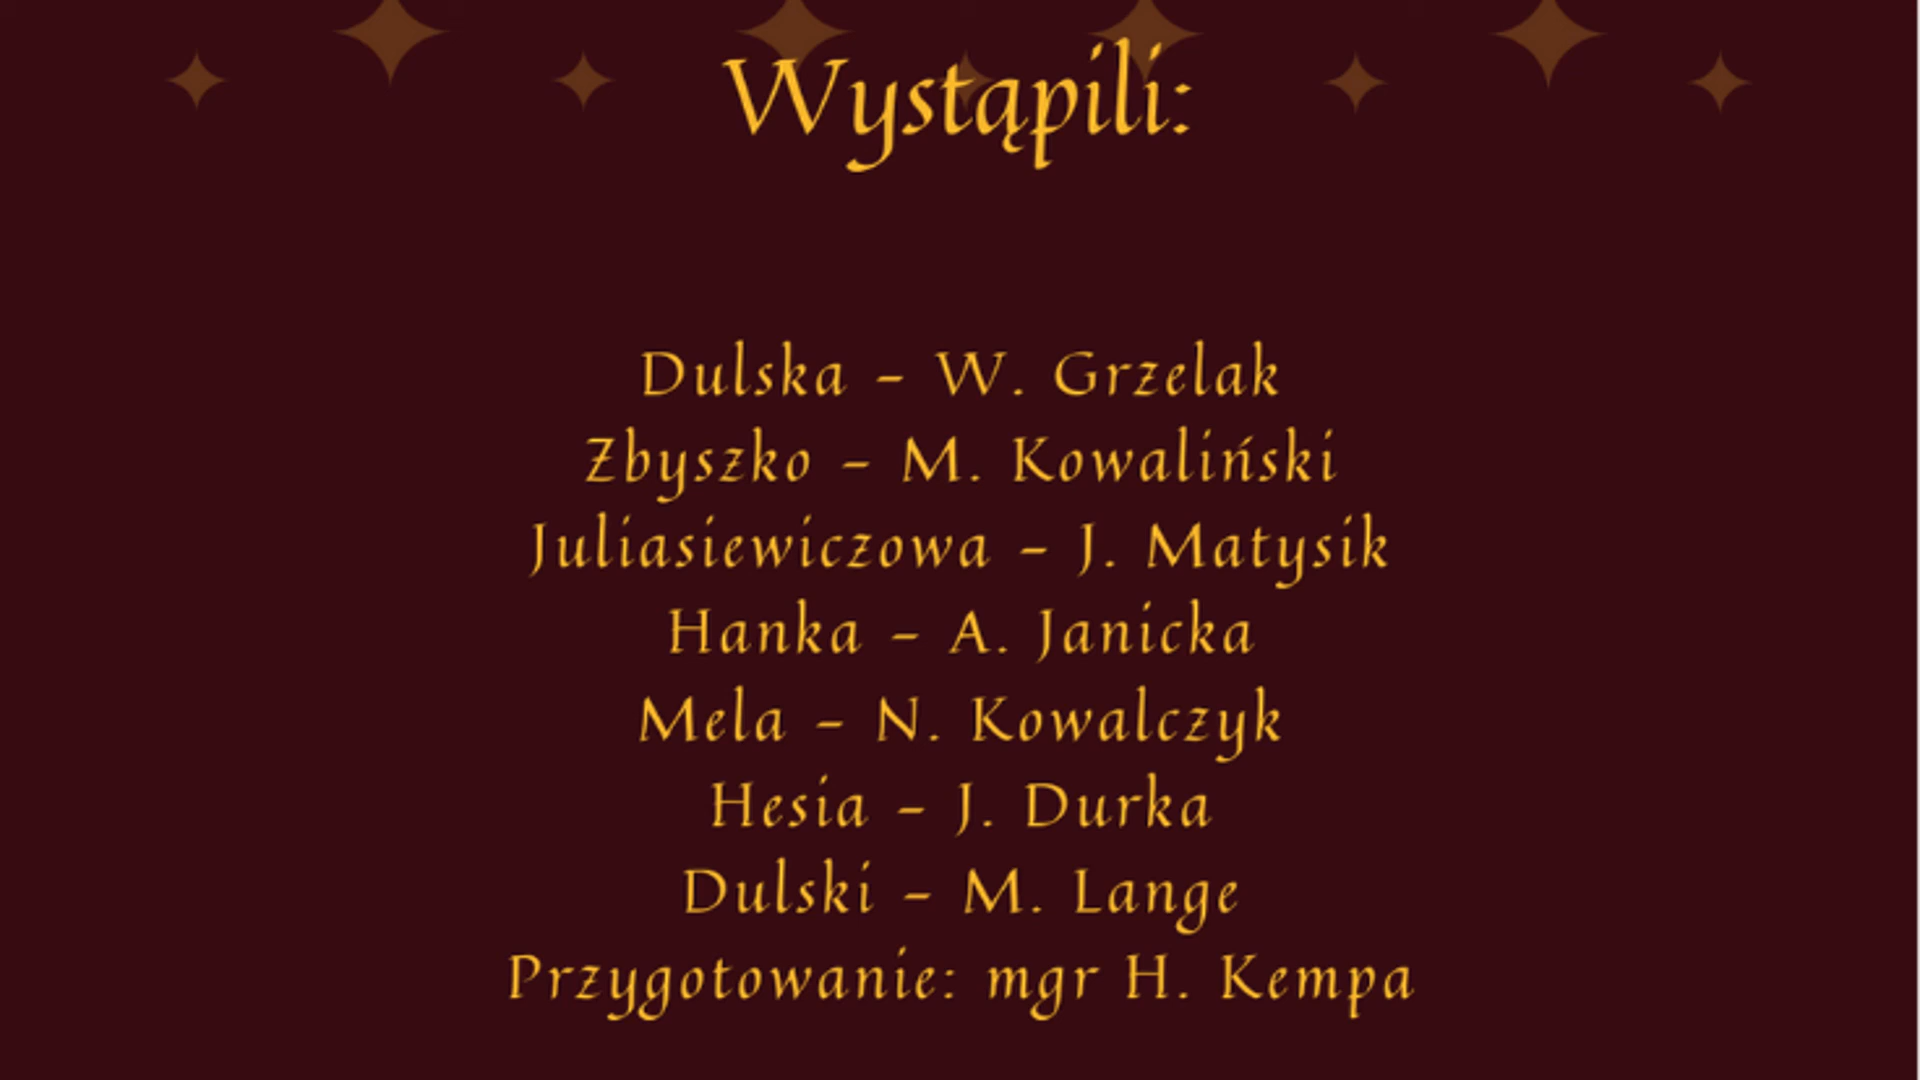 Wystąpili:
Dulska - W. Grzelak
Zbyszko - M. Kowaliński
Juliasiewiczowa - J. Matysik
Hanka - A. Janicka
Mela - N. Kowalczyk
Hesia - J. Durka
Dulski - M. Lange
Przygotowanie: mgr H. Kempa